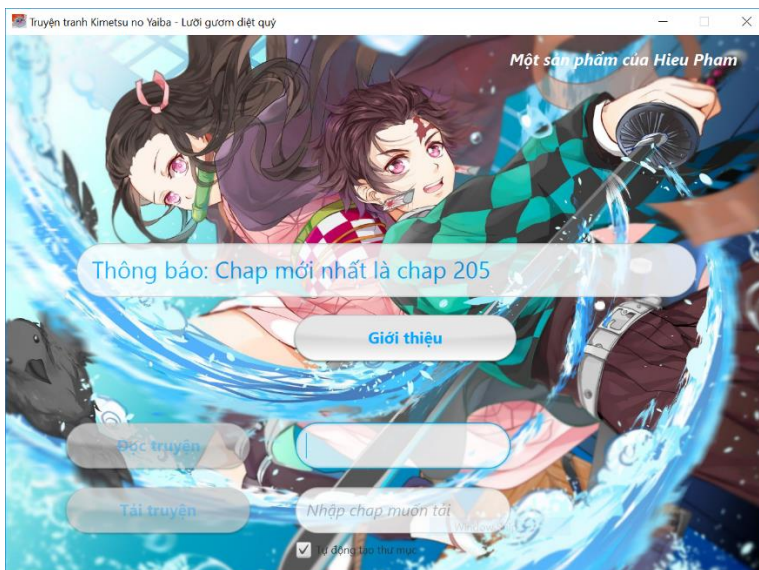 Truyện tranh Kimetsu no Yaiba - Lưỡi gươm diệt quỷ
Một sản phẩm của Hieu Pham
Thông báo: Chap mới nhất là chap 205
Giới thiệu
Đọc truyện
Tải truyện
Nhập chap muốn tải
Tự động tạo thư mục